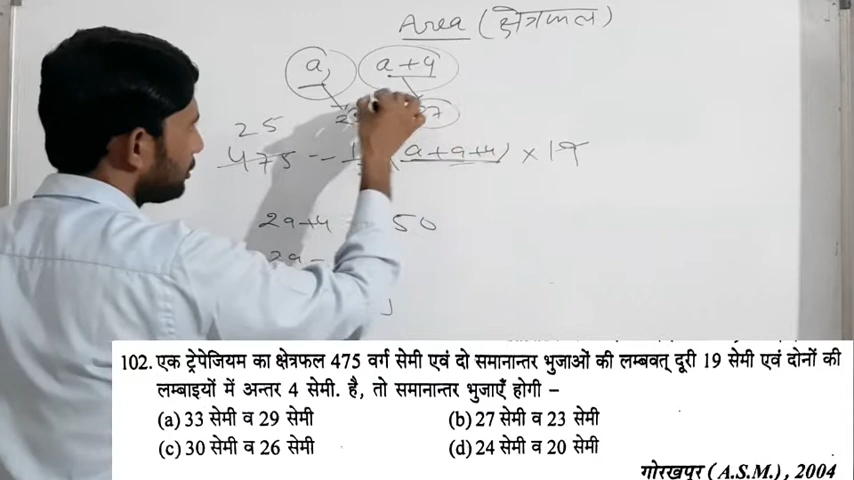 Area (क्षेत्रफल)
a, a+4
27
25
475 = 1 (a+a+4) × 19
2a+4 50
2a =
102. एक ट्रेपेजियम का क्षेत्रफल 475 वर्ग सेमी एवं दो समानान्तर भुजाओं की लम्बवत् दूरी 19 सेमी एवं दोनों की
लम्बाइयों में अन्तर 4 सेमी. है, तो समानान्तर भुजाएँ होगी –
(a) 33 सेमी व 29 सेमी (b) 27 सेमी व 23 सेमी
(c) 30 सेमी व 26 सेमी (d) 24 सेमी व 20 सेमी
गोरखपुर (A.S.M.), 2004